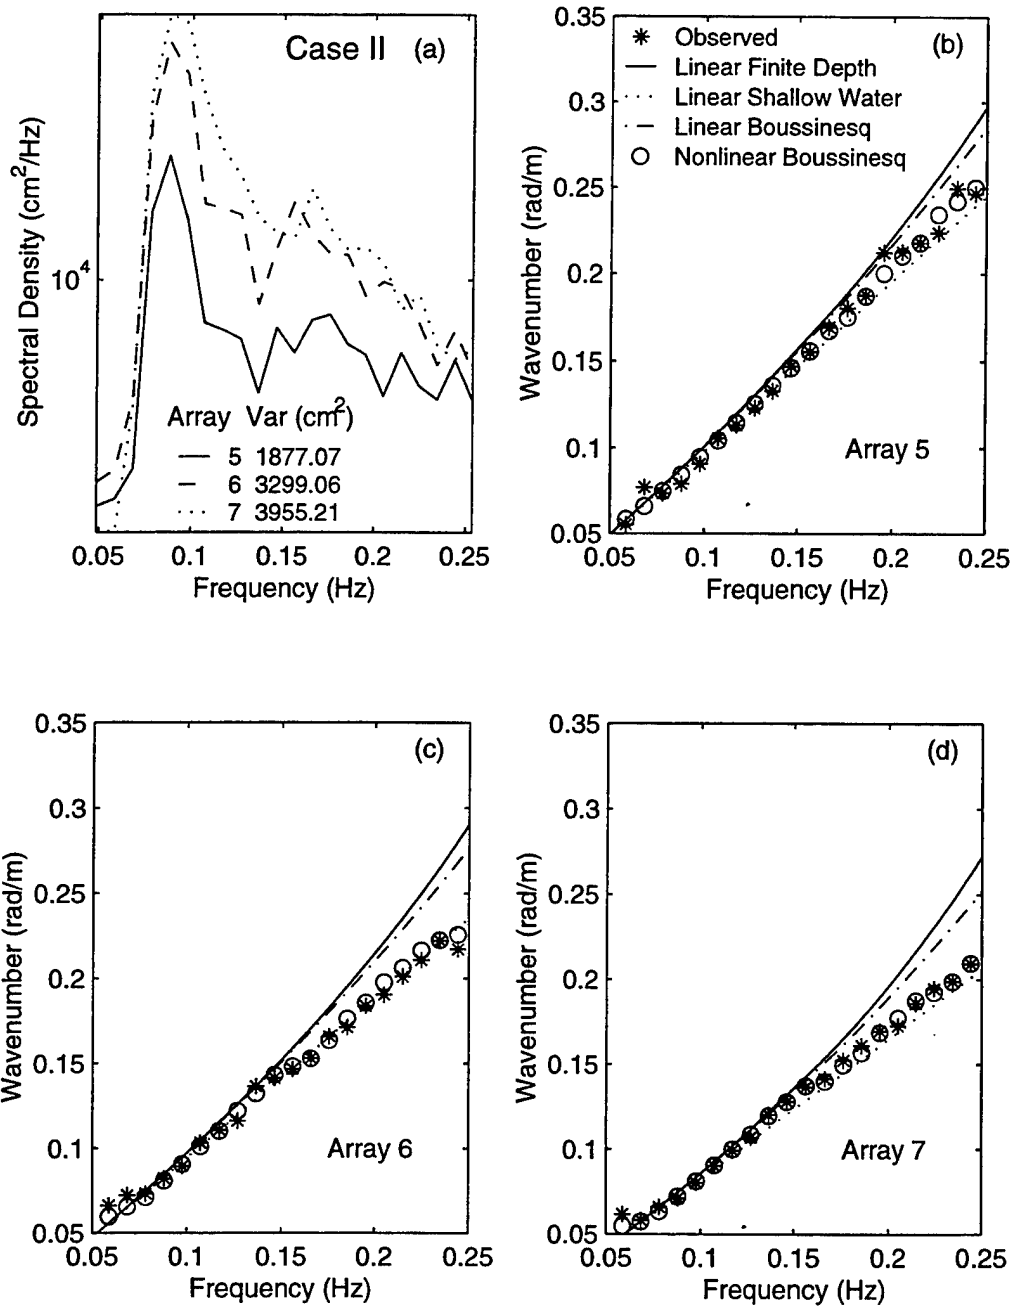 Case II (a)
Spectral Density (cm²/Hz)
10⁴
Array Var (cm²)
5 1877.07
6 3299.06
7 3955.21
0.05 0.1 0.15 0.2 0.25
Frequency (Hz)
(b)
Observed
Linear Finite Depth
Linear Shallow Water
Linear Boussinesq
Nonlinear Boussinesq
Wavenumber (rad/m)
0.35
0.3
0.25
0.2
0.15
0.1
0.05
Array 5
0.05 0.1 0.15 0.2 0.25
Frequency (Hz)
(c)
Wavenumber (rad/m)
0.35
0.3
0.25
0.2
0.15
0.1
0.05
Array 6
0.05 0.1 0.15 0.2 0.25
Frequency (Hz)
(d)
Wavenumber (rad/m)
0.35
0.3
0.25
0.2
0.15
0.1
0.05
Array 7
0.05 0.1 0.15 0.2 0.25
Frequency (Hz)